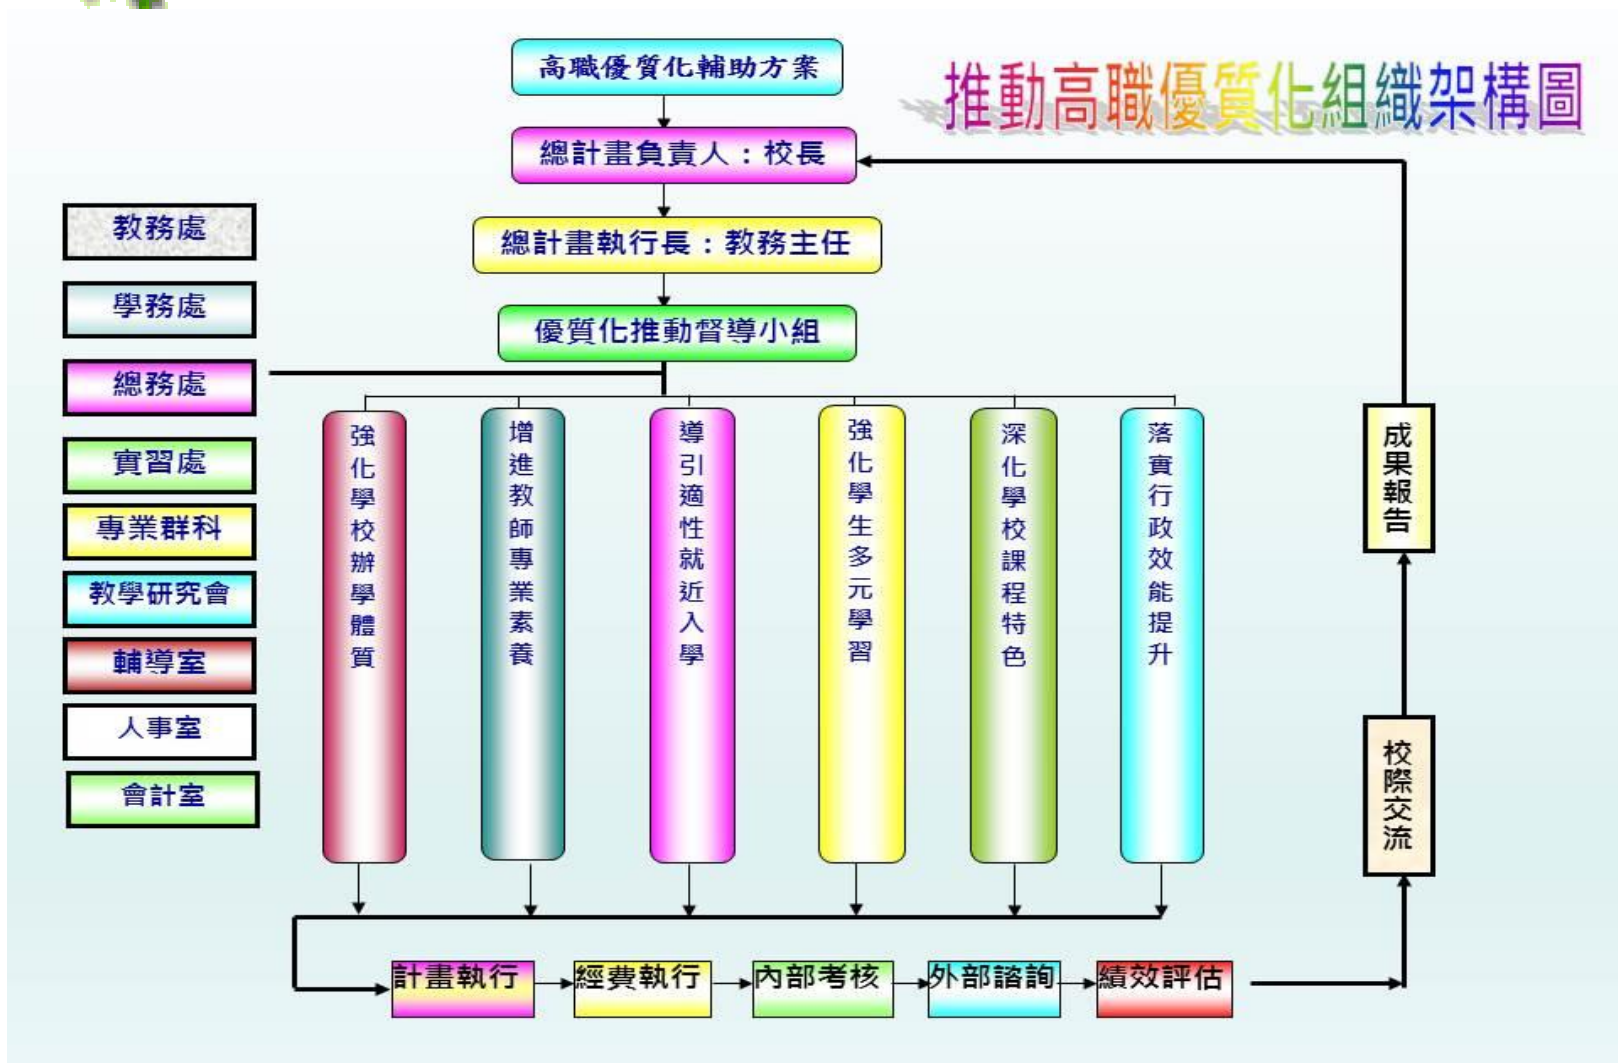 高職優質化輔助方案
推動高職優質化組織架構圖
總計畫負責人：校長
總計畫執行長：教務主任
優質化推動督導小組
教務處
學務處
總務處
實習處
專業群科
教學研究會
輔導室
人事室
會計室
強化學校辦學體質
增進教師專業素養
導引適性就近入學
強化學生多元學習
深化學校課程特色
落實行政效能提升
成果報告
校際交流
計畫執行
經費執行
內部考核
外部諮詢
績效評估